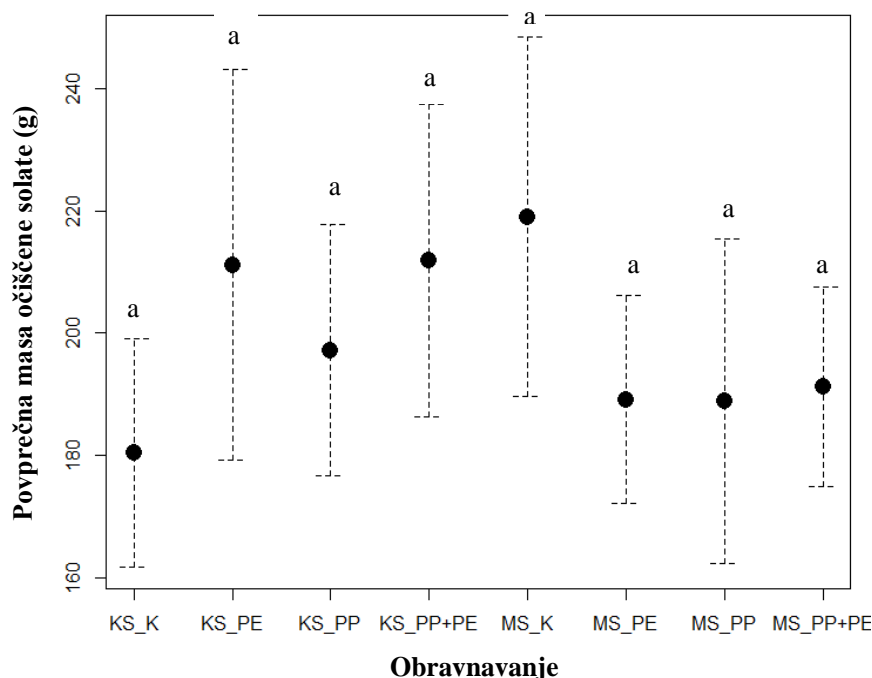 a
a
a
a
a
a
a
a
Povprečna masa očiščene solate (g)
240
220
200
180
160
KS_K KS_PE KS_PP KS_PP+PE MS_K MS_PE MS_PP MS_PP+PE
Obravnavanje